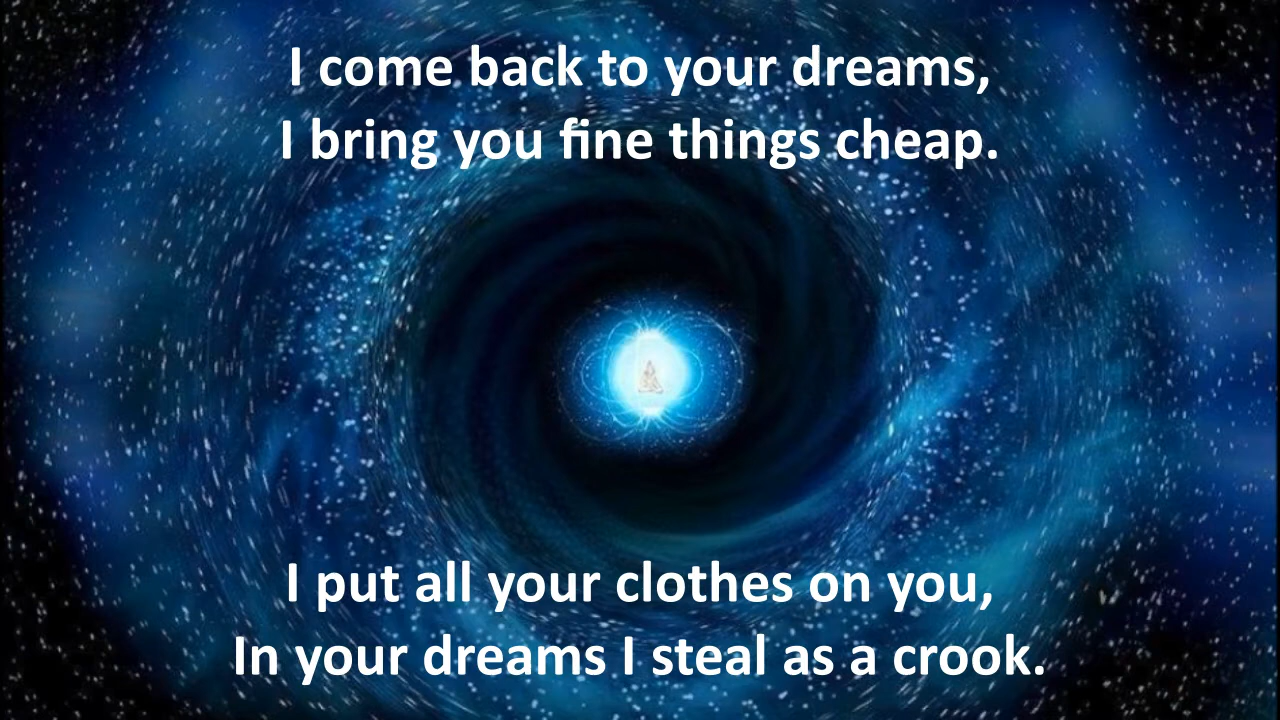 I come back to your dreams,
I bring you fine things cheap.
I put all your clothes on you,
In your dreams I steal as a crook.